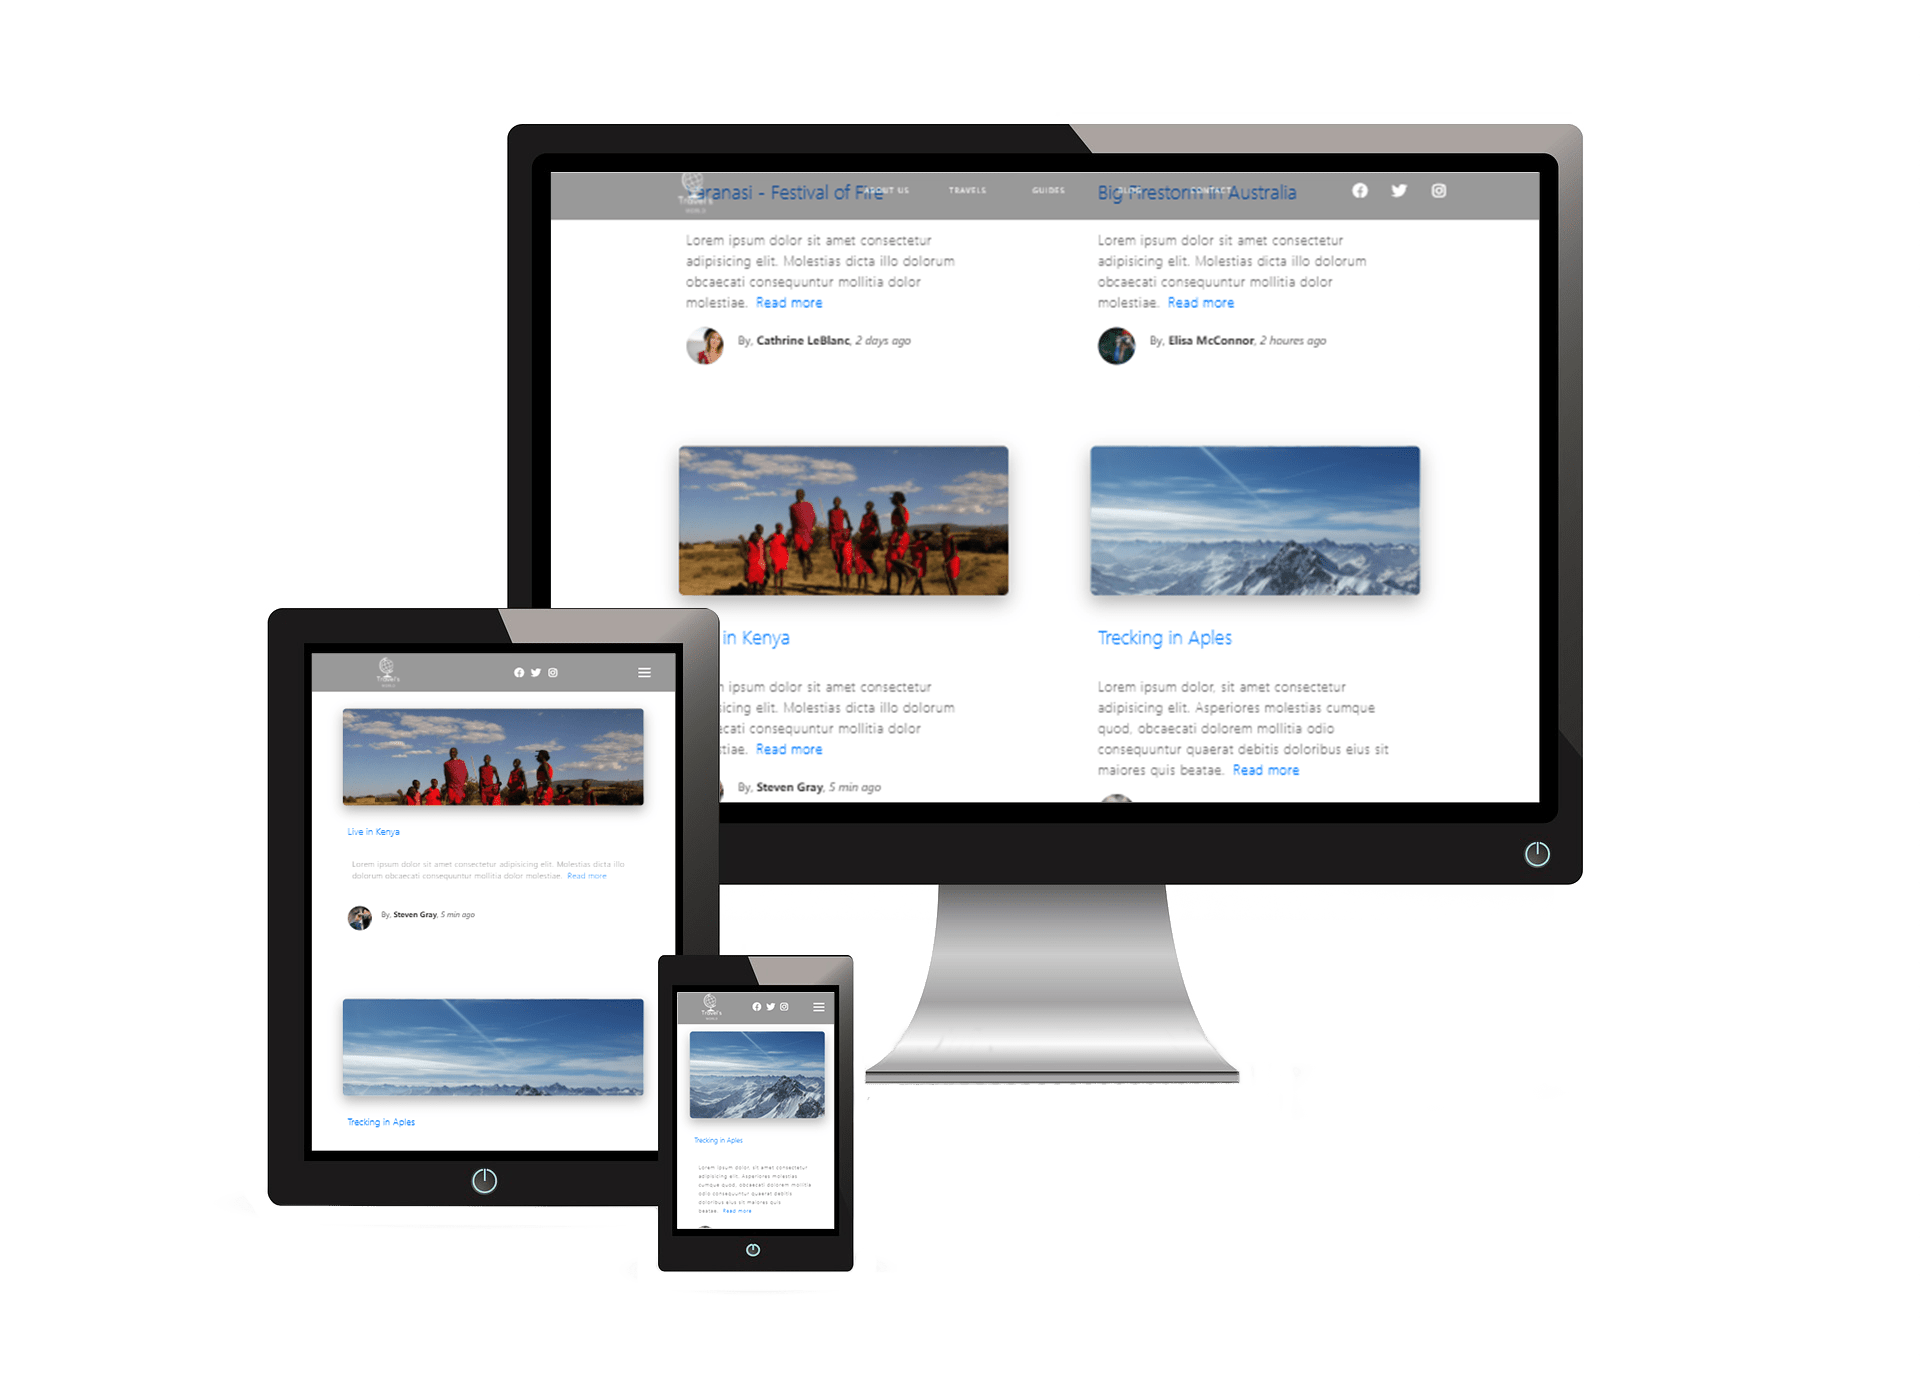 Travel's
WORLD
ABOUT US
TRAVELS
GUIDES
BLOG
CONTACT
aranasi - Festival of Fire
Big Firestorm in Australia
Lorem ipsum dolor sit amet consectetur
adipisicing elit. Molestias dicta illo dolorum
obcaecati consequuntur mollitia dolor
molestiae. Read more
By, Cathrine LeBlanc, 2 days ago
Lorem ipsum dolor sit amet consectetur
adipisicing elit. Molestias dicta illo dolorum
obcaecati consequuntur mollitia dolor
molestiae. Read more
By, Elisa McConnor, 2 houres ago
in Kenya
ipsum dolor sit amet consectetur
sicing elit. Molestias dicta illo dolorum
ecati consequuntur mollitia dolor
stiae. Read more
By, Steven Gray, 5 min ago
Trecking in Aples
Lorem ipsum dolor, sit amet consectetur
adipisicing elit. Asperiores molestias cumque
quod, obcaecati dolorem mollitia odio
consequuntur quaerat debitis doloribus eius sit
maiores quis beatae. Read more
Travel's
WORLD
Live in Kenya
Lorem ipsum dolor sit amet consectetur adipisicing elit. Molestias dicta illo
dolorum obcaecati consequuntur mollitia dolor molestiae. Read more
By, Steven Gray, 5 min ago
Trecking in Aples
Travel's
WORLD
Trecking in Aples
Lorem ipsum dolor, sit amet consectetur
adipisicing elit. Asperiores molestias
cumque quod, obcaecati dolorem mollitia
odio consequuntur quaerat debitis
doloribus eius sit maiores quis
beatae. Read more